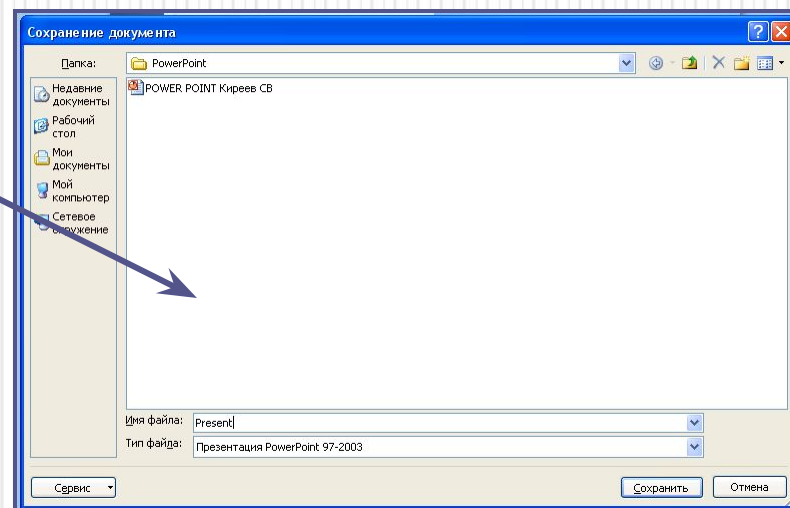 Сохранение документа
Папка:
PowerPoint
Недавние
документы
Рабочий
стол
Мои
документы
Мой
компьютер
Сетевое
окружение
POWER POINT Киреев СВ
Имя файла:
Present
Тип файла:
Презентация PowerPoint 97-2003
Сервис
Сохранить
Отмена